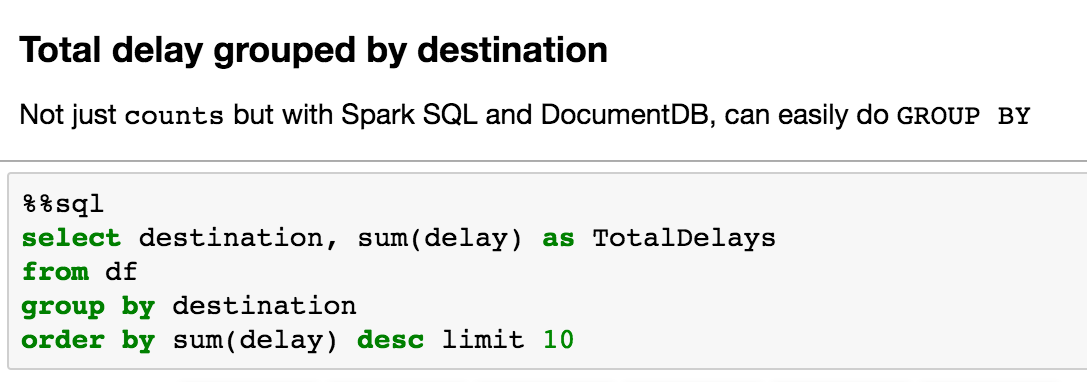 Total delay grouped by destination
Not just counts but with Spark SQL and DocumentDB, can easily do GROUP BY
%%sql
select destination, sum(delay) as TotalDelays
from df
group by destination
order by sum(delay) desc limit 10